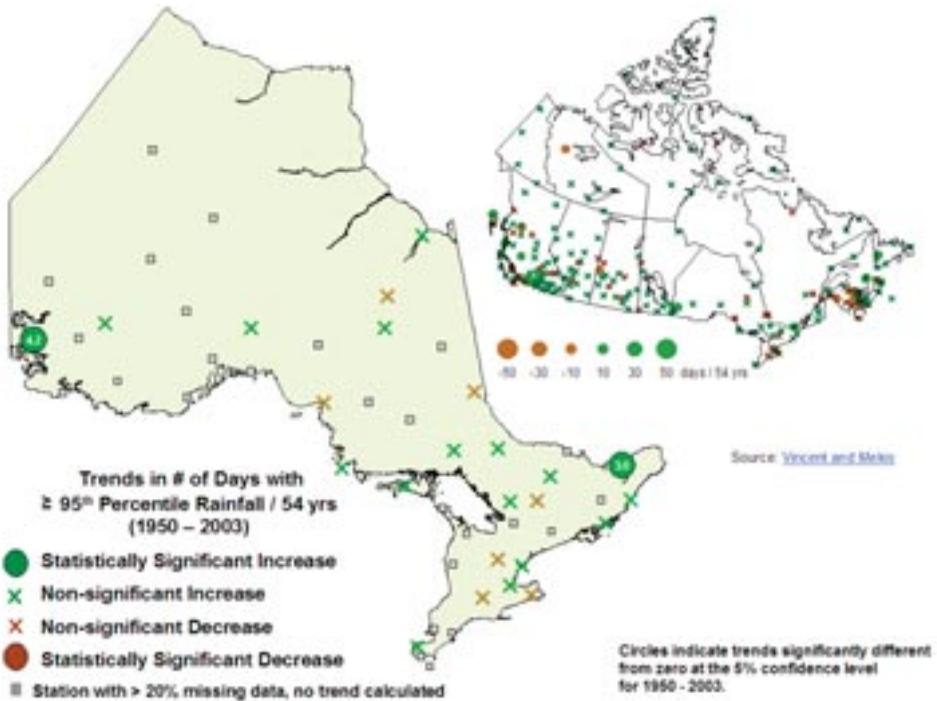 -50 -30 -10 10 30 50 days / 54 yrs
Source: Vincent and Mekis
Trends in # of Days with
≥ 95th Percentile Rainfall / 54 yrs
(1950 – 2003)
Statistically Significant Increase
Non-significant Increase
Non-significant Decrease
Statistically Significant Decrease
Station with > 20% missing data, no trend calculated
Circles indicate trends significantly different
from zero at the 5% confidence level
for 1950 - 2003.